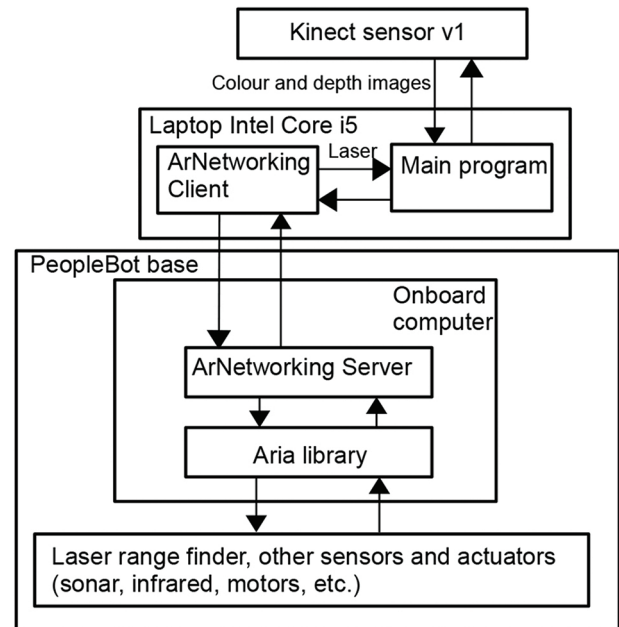 Kinect sensor v1
Colour and depth images
Laptop Intel Core i5
Laser
ArNetworking
Client
Main program
PeopleBot base
Onboard
computer
ArNetworking Server
Aria library
Laser range finder, other sensors and actuators
(sonar, infrared, motors, etc.)